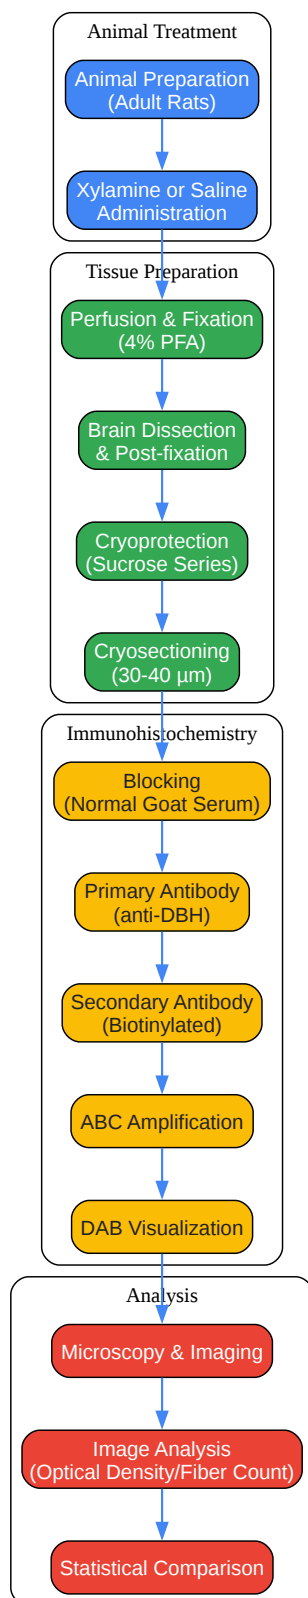 Animal Treatment
Animal Preparation
(Adult Rats)
Xylamine or Saline
Administration
Tissue Preparation
Perfusion & Fixation
(4% PFA)
Brain Dissection
& Post-fixation
Cryoprotection
(Sucrose Series)
Cryosectioning
(30-40 µm)
Immunohistochemistry
Blocking
(Normal Goat Serum)
Primary Antibody
(anti-DBH)
Secondary Antibody
(Biotinylated)
ABC Amplification
DAB Visualization
Analysis
Microscopy & Imaging
Image Analysis
(Optical Density/Fiber Count)
Statistical Comparison